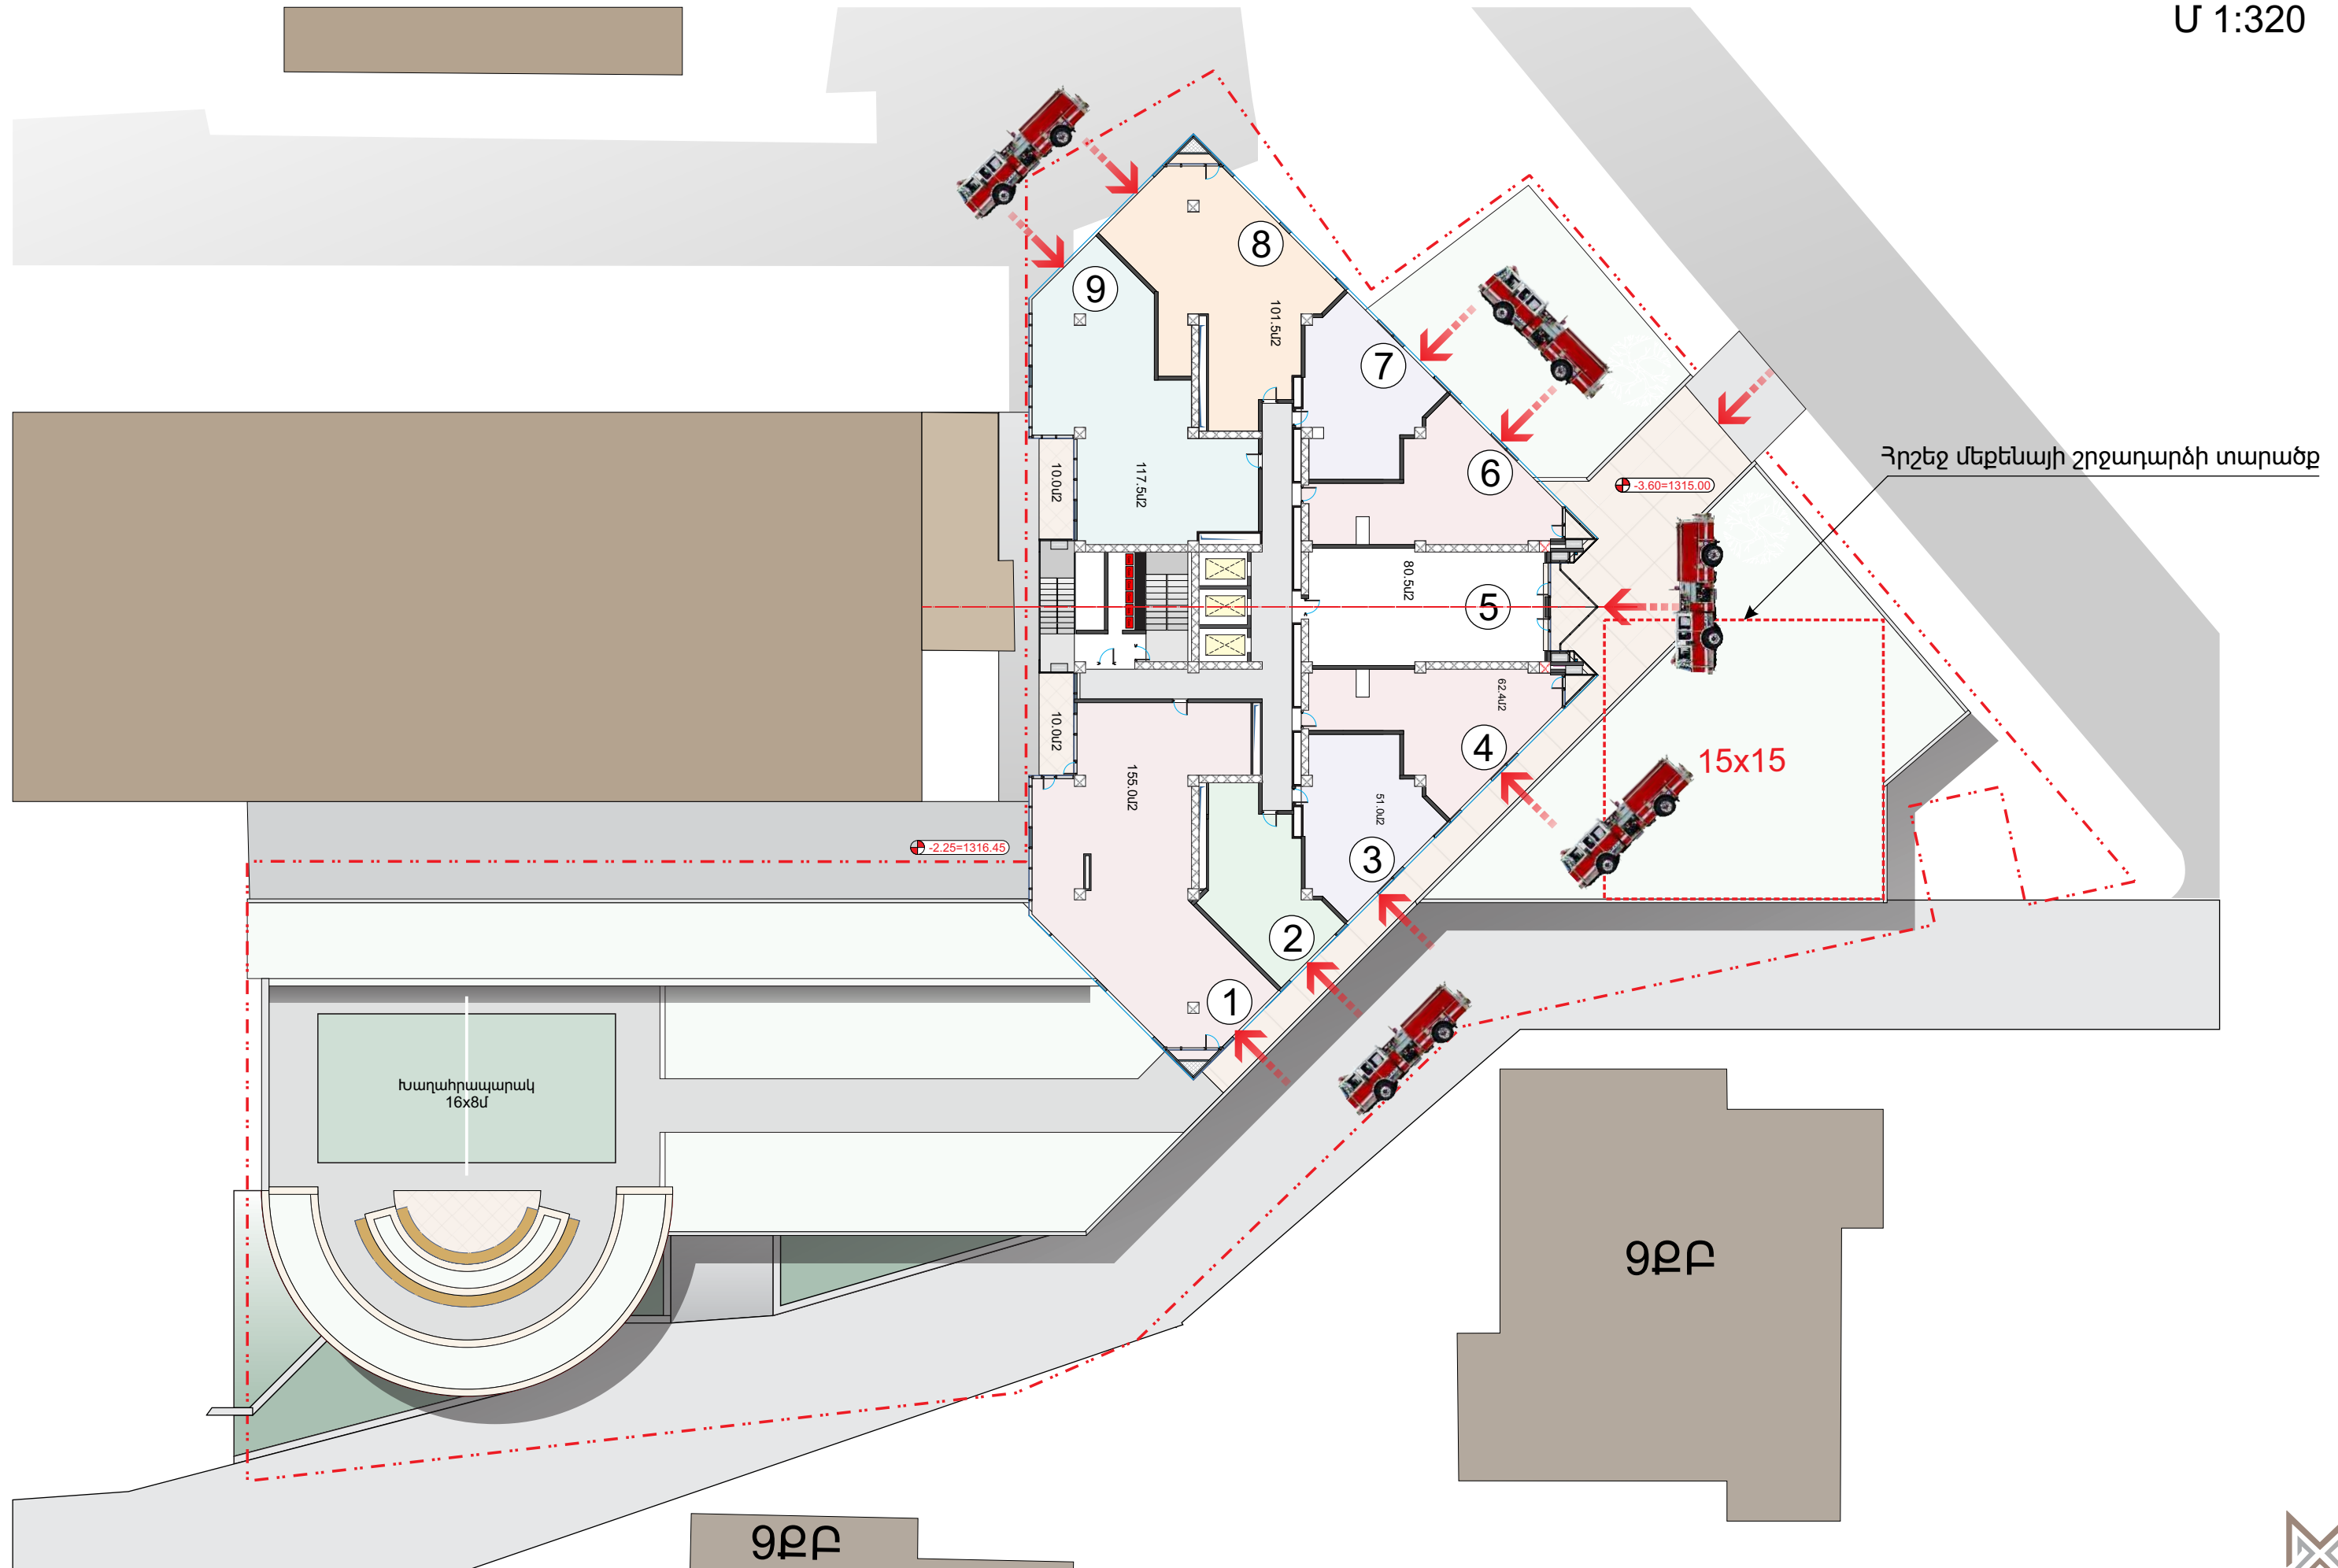 Մ 1:320
8
9
101.5մ2
7
Հրշեջ մեքենայի շրջադարձի տարածք
6
-3.60=1315.00
10.0մ2
117.5մ2
80.5մ2
5
62.4մ2
10.0մ2
4
15x15
155.0մ2
51.0մ2
-2.25=1316.45
3
2
1
Խաղահրապարակ
16x8մ
9ՔԲ
9ՔԲ